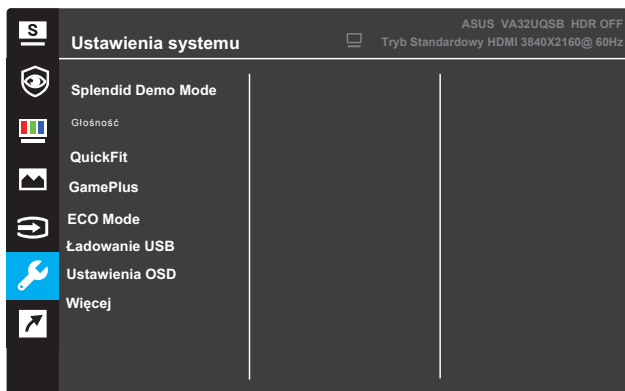 S
ASUS VA32UQSB HDR OFF
Ustawienia systemu
Tryb Standardowy HDMI 3840X2160@ 60Hz
Splendid Demo Mode
Głośność
QuickFit
GamePlus
ECO Mode
Ładowanie USB
Ustawienia OSD
Więcej